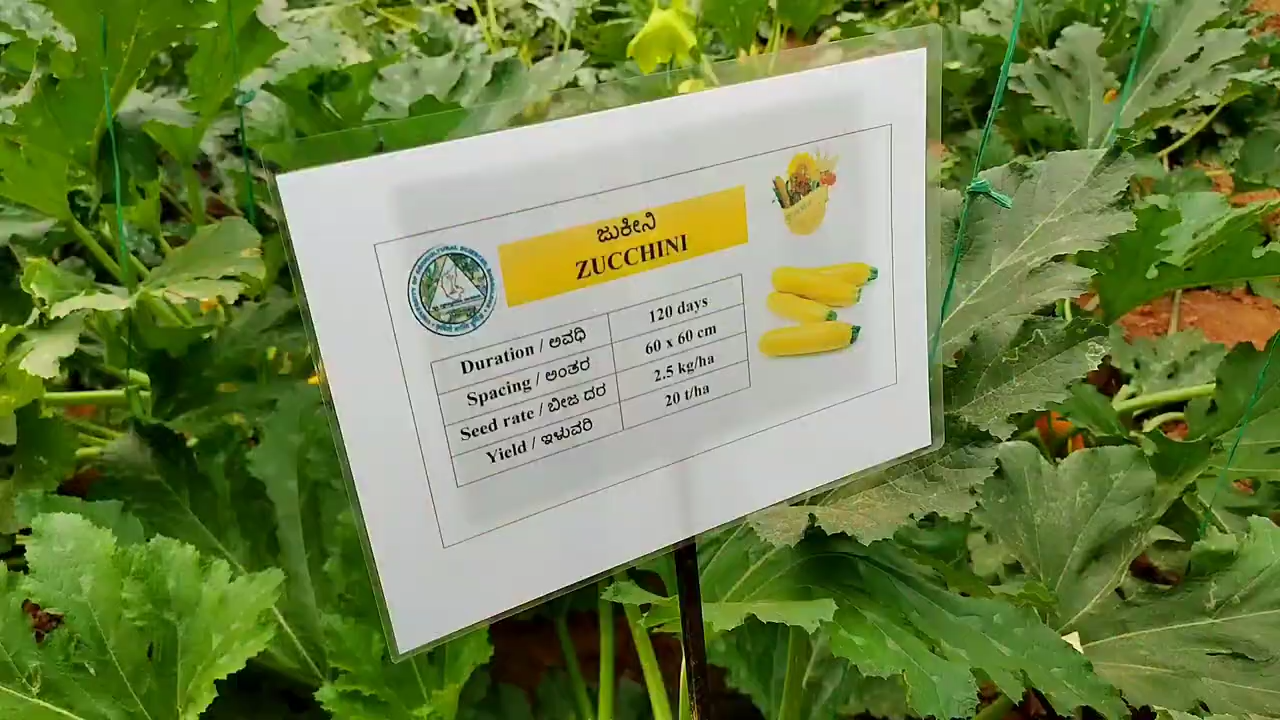 ಜುಕೀನಿ
ZUCCHINI
Duration / ಅವಧಿ 120 days
Spacing / ಅಂತರ 60 x 60 cm
Seed rate / ಬೀಜ ದರ 2.5 kg/ha
Yield / ಇಳುವರಿ 20 t/ha